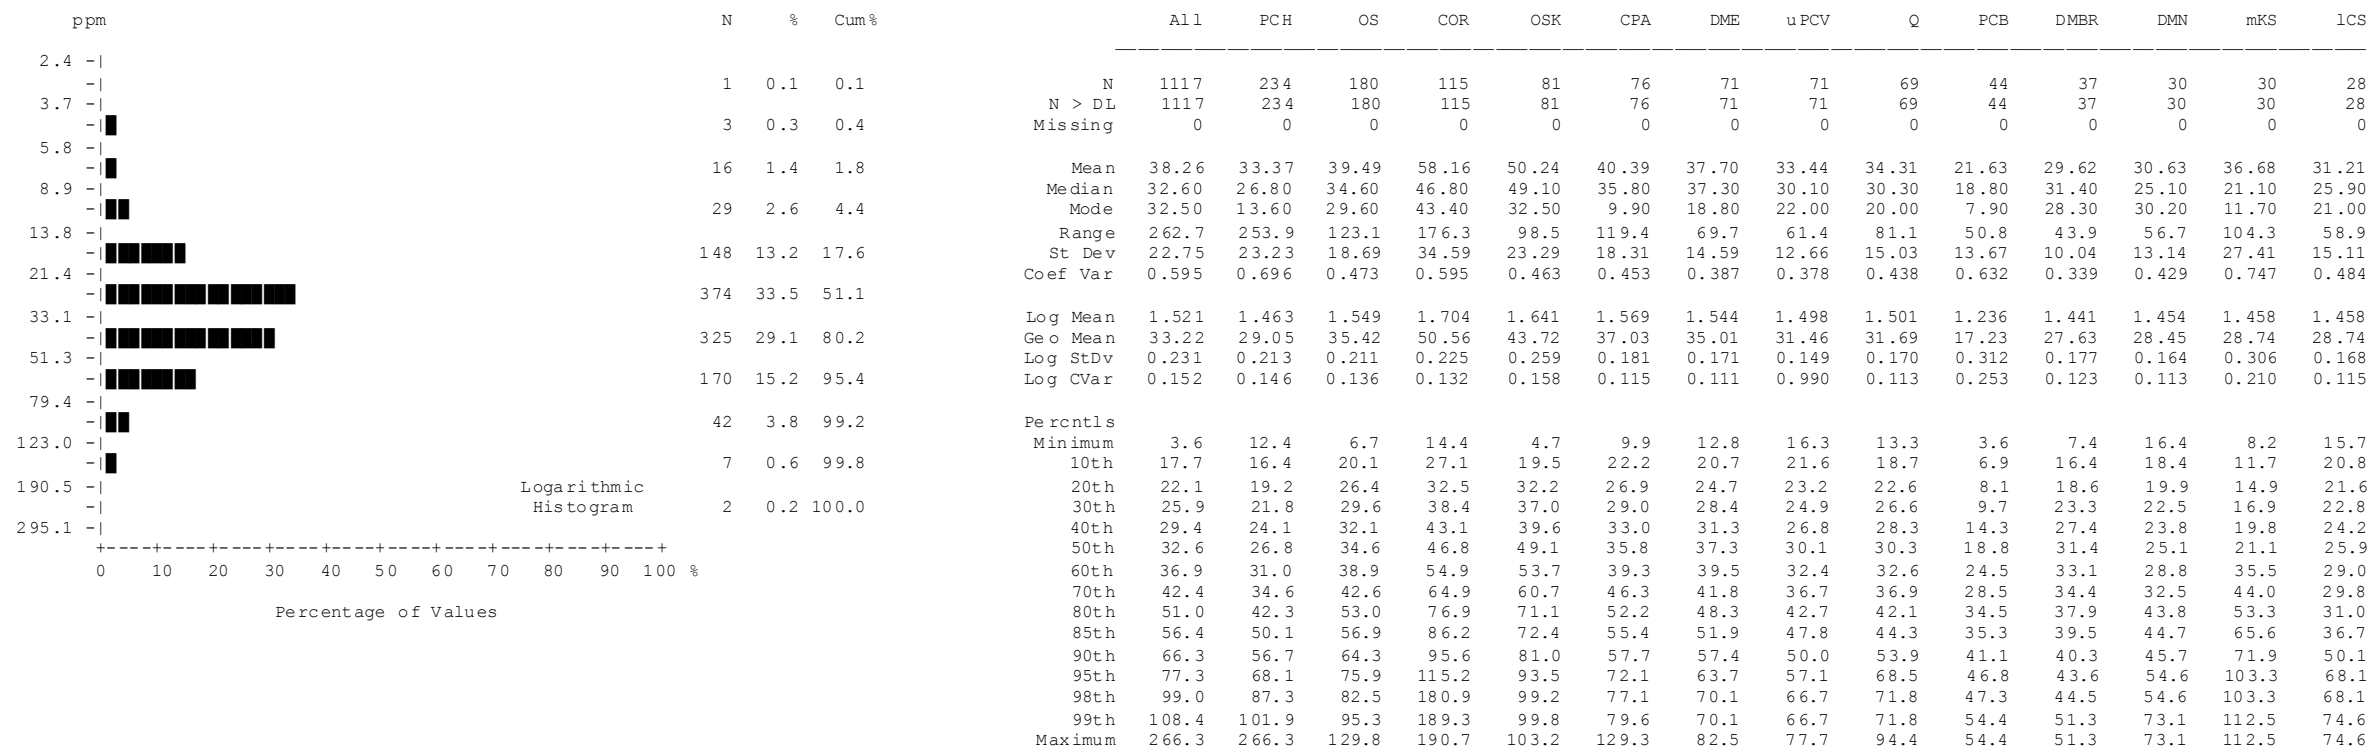 ppm N % Cum% All PCH OS COR OSK CPA DME uPCV Q PCB DMBR DMN mKS lCS
2.4 -|
-| 1 0.1 0.1 N 1117 234 180 115 81 76 71 71 69 44 37 30 30 28
3.7 -| N > DL 1117 234 180 115 81 76 71 71 69 44 37 30 30 28
-| 3 0.3 0.4 Missing 0 0 0 0 0 0 0 0 0 0 0 0 0 0
5.8 -|
-| 16 1.4 1.8 Mean 38.26 33.37 39.49 58.16 50.24 40.39 37.70 33.44 34.31 21.63 29.62 30.63 36.68 31.21
8.9 -| Median 32.60 26.80 34.60 46.80 49.10 35.80 37.30 30.10 30.30 18.80 31.40 25.10 21.10 25.90
-| 29 2.6 4.4 Mode 32.50 13.60 29.60 43.40 32.50 9.90 18.80 22.00 20.00 7.90 28.30 30.20 11.70 21.00
13.8 -| Range 262.7 253.9 123.1 176.3 98.5 119.4 69.7 61.4 81.1 50.8 43.9 56.7 104.3 58.9
-| 148 13.2 17.6 St Dev 22.75 23.23 18.69 34.59 23.29 18.31 14.59 12.66 15.03 13.67 10.04 13.14 27.41 15.11
21.4 -| Coef Var 0.595 0.696 0.473 0.595 0.463 0.453 0.387 0.378 0.438 0.632 0.339 0.429 0.747 0.484
-| 374 33.5 51.1
33.1 -| Log Mean 1.521 1.463 1.549 1.704 1.641 1.569 1.544 1.498 1.501 1.236 1.441 1.454 1.458 1.458
-| 325 29.1 80.2 Geo Mean 33.22 29.05 35.42 50.56 43.72 37.03 35.01 31.46 31.69 17.23 27.63 28.45 28.74 28.74
51.3 -| Log StDv 0.231 0.213 0.211 0.225 0.259 0.181 0.171 0.149 0.170 0.312 0.177 0.164 0.306 0.168
-| 170 15.2 95.4 Log CVar 0.152 0.146 0.136 0.132 0.158 0.115 0.111 0.990 0.113 0.253 0.123 0.113 0.210 0.115
79.4 -|
-| 42 3.8 99.2 Percntls
123.0 -| Minimum 3.6 12.4 6.7 14.4 4.7 9.9 12.8 16.3 13.3 3.6 7.4 16.4 8.2 15.7
-| 7 0.6 99.8 10th 17.7 16.4 20.1 27.1 19.5 22.2 20.7 21.6 18.7 6.9 16.4 18.4 11.7 20.8
190.5 -| Logarithmic 20th 22.1 19.2 26.4 32.5 32.2 26.9 24.7 23.2 22.6 8.1 18.6 19.9 14.9 21.6
-| Histogram 2 0.2 100.0 30th 25.9 21.8 29.6 38.4 37.0 29.0 28.4 24.9 26.6 9.7 23.3 22.5 16.9 22.8
295.1 -| 40th 29.4 24.1 32.1 43.1 39.6 33.0 31.3 26.8 28.3 14.3 27.4 23.8 19.8 24.2
+----+----+----+----+----+----+----+----+----+----+ 50th 32.6 26.8 34.6 46.8 49.1 35.8 37.3 30.1 30.3 18.8 31.4 25.1 21.1 25.9
0 10 20 30 40 50 60 70 80 90 100 % 60th 36.9 31.0 38.9 54.9 53.7 39.3 39.5 32.4 32.6 24.5 33.1 28.8 35.5 29.0
70th 42.4 34.6 42.6 64.9 60.7 46.3 41.8 36.7 36.9 28.5 34.4 32.5 44.0 29.8
Percentage of Values 80th 51.0 42.3 53.0 76.9 71.1 52.2 48.3 42.7 42.1 34.5 37.9 43.8 53.3 31.0
85th 56.4 50.1 56.9 86.2 72.4 55.4 51.9 47.8 44.3 35.3 39.5 44.7 65.6 36.7
90th 66.3 56.7 64.3 95.6 81.0 57.7 57.4 50.0 53.9 41.1 40.3 45.7 71.9 50.1
95th 77.3 68.1 75.9 115.2 93.5 72.1 63.7 57.1 68.5 46.8 43.6 54.6 103.3 68.1
98th 99.0 87.3 82.5 180.9 99.2 77.1 70.1 66.7 71.8 47.3 44.5 54.6 103.3 68.1
99th 108.4 101.9 95.3 189.3 99.8 79.6 70.1 66.7 71.8 54.4 51.3 73.1 112.5 74.6
Maximum 266.3 266.3 129.8 190.7 103.2 129.3 82.5 77.7 94.4 54.4 51.3 73.1 112.5 74.6